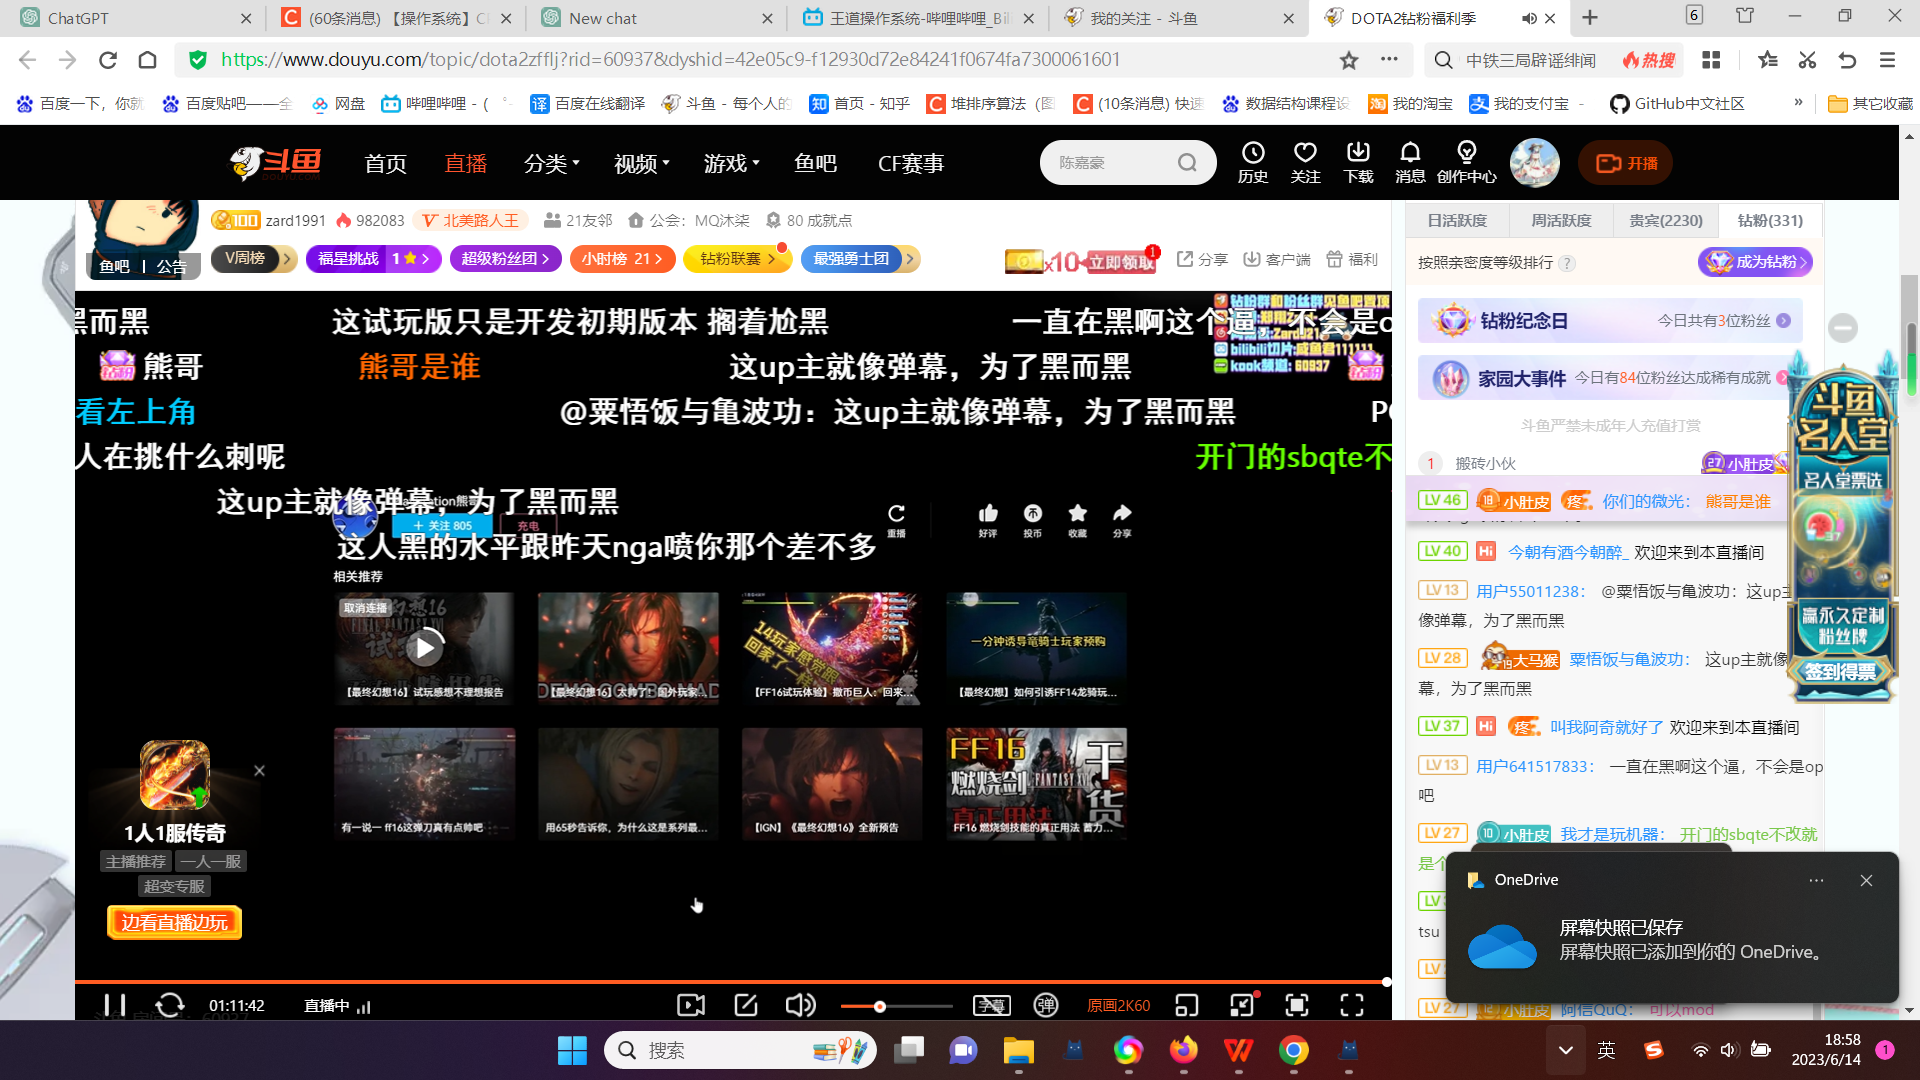 ChatGPT
(60条消息) 【操作系统】C
New chat
王道操作系统-哔哩哔哩_Bil
我的关注 - 斗鱼
DOTA2钻粉福利季
6
https://www.douyu.com/topic/dota2zfflj?rid=60937&dyshid=42e05c9-f12930d72e84241f0674fa7300061601
中铁三局辟谣绯闻
热搜
百度一下，你就
百度贴吧——全
网盘
哔哩哔哩 - (
百度在线翻译
斗鱼 - 每个人的
首页 - 知乎
堆排序算法（图
(10条消息) 快速
数据结构课程设
我的淘宝
我的支付宝 -
GitHub中文社区
其它收藏
斗鱼
首页
直播
分类
视频
游戏
鱼吧
CF赛事
陈嘉豪
历史
关注
下载
消息
创作中心
开播
100 zard1991
982083
北美路人王
21友邻
公会：MQ沐柒
80 成就点
鱼吧 | 公告
V周榜
福星挑战 1
超级粉丝团
小时榜 21
钻粉联赛
最强勇士团
x10 立即领取 1
分享
客户端
福利
日活跃度
周活跃度
贵宾(2230)
钻粉(331)
按照亲密度等级排行 ?
成为钻粉
钻粉纪念日
今日共有3位粉丝
家园大事件
今日有84位粉丝达成稀有成就
斗鱼严禁未成年人充值打赏
1 搬砖小伙
27 小肚皮
黑而黑
这试玩版只是开发初期版本 搁着尬黑
一直在黑啊这个逼，不会是o
钻粉 熊哥
熊哥是谁
这up主就像弹幕，为了黑而黑
bilibili切片:咸鱼君111111
kook频道: 60937
看左上角
@粟悟饭与龟波功：这up主就像弹幕，为了黑而黑
人在挑什么刺呢
开门的sbqte不
这up主就像弹幕，为了黑而黑
+ 关注 805
充电
重播
好评
投币
收藏
分享
这人黑的水平跟昨天nga喷你那个差不多
相关推荐
取消连播
【最终幻想16】试玩感想不理想报告
【最终幻想16】太帅了！国外玩家...
14玩家感觉眼
回家了一样
【FF16试玩体验】撒币巨人：回来...
一分钟诱导龙骑士玩家预购
【最终幻想】如何引诱FF14龙骑玩...
有一说一 ff16这弹刀真有点帅吧
用65秒告诉你，为什么这是系列最...
【IGN】《最终幻想16》全新预告
FF16
燃烧剑
真正用法
干货
FF16 燃烧剑技能的真正用法 蓄力...
1人1服传奇
主播推荐
一人一服
超变专服
边看直播边玩
01:11:42
直播中
字幕
弹
原画2K60
LV 46 18 小肚皮 疼 你们的微光： 熊哥是谁
LV 40 Hi 今朝有酒今朝醉_ 欢迎来到本直播间
LV 13 用户55011238： @粟悟饭与龟波功：这up主
像弹幕，为了黑而黑
LV 28 大马猴 粟悟饭与龟波功： 这up主就像
幕，为了黑而黑
LV 37 Hi 疼 叫我阿奇就好了 欢迎来到本直播间
LV 13 用户641517833： 一直在黑啊这个逼，不会是op
吧
LV 27 10 小肚皮 我才是玩机器： 开门的sbqte不改就
是个
tsu
LV 27 小肚皮 阿信QuQ： 可以mod
斗鱼
名人堂
名人堂票选
赢永久定制
粉丝牌
签到得票
OneDrive
屏幕快照已保存
屏幕快照已添加到你的 OneDrive。
搜索
英
18:58
2023/6/14
1